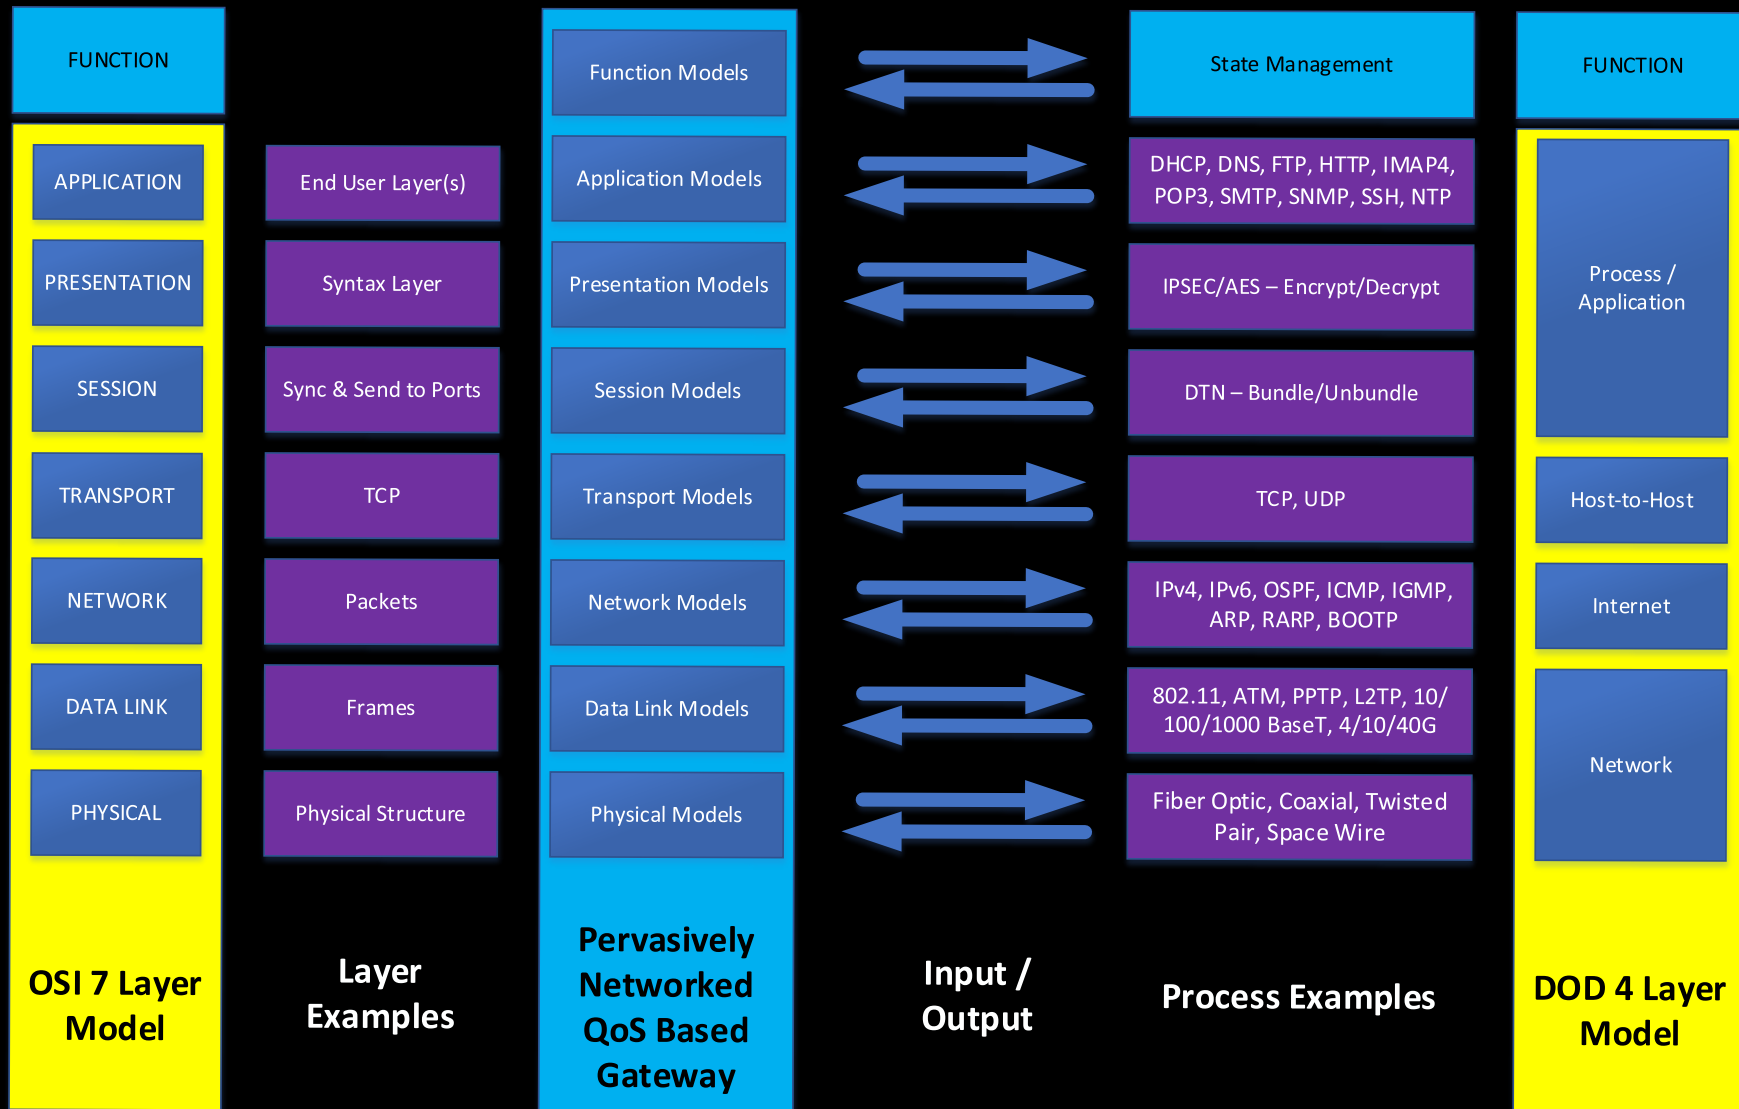 FUNCTION
Function Models
State Management
FUNCTION
APPLICATION
End User Layer(s)
Application Models
DHCP, DNS, FTP, HTTP, IMAP4,
POP3, SMTP, SNMP, SSH, NTP
Process /
Application
PRESENTATION
Syntax Layer
Presentation Models
IPSEC/AES – Encrypt/Decrypt
SESSION
Sync & Send to Ports
Session Models
DTN – Bundle/Unbundle
TRANSPORT
TCP
Transport Models
TCP, UDP
Host-to-Host
NETWORK
Packets
Network Models
IPv4, IPv6, OSPF, ICMP, IGMP,
ARP, RARP, BOOTP
Internet
DATA LINK
Frames
Data Link Models
802.11, ATM, PPTP, L2TP, 10/
100/1000 BaseT, 4/10/40G
Network
PHYSICAL
Physical Structure
Physical Models
Fiber Optic, Coaxial, Twisted
Pair, Space Wire
OSI 7 Layer
Model
Layer
Examples
Pervasively
Networked
QoS Based
Gateway
Input /
Output
Process Examples
DOD 4 Layer
Model